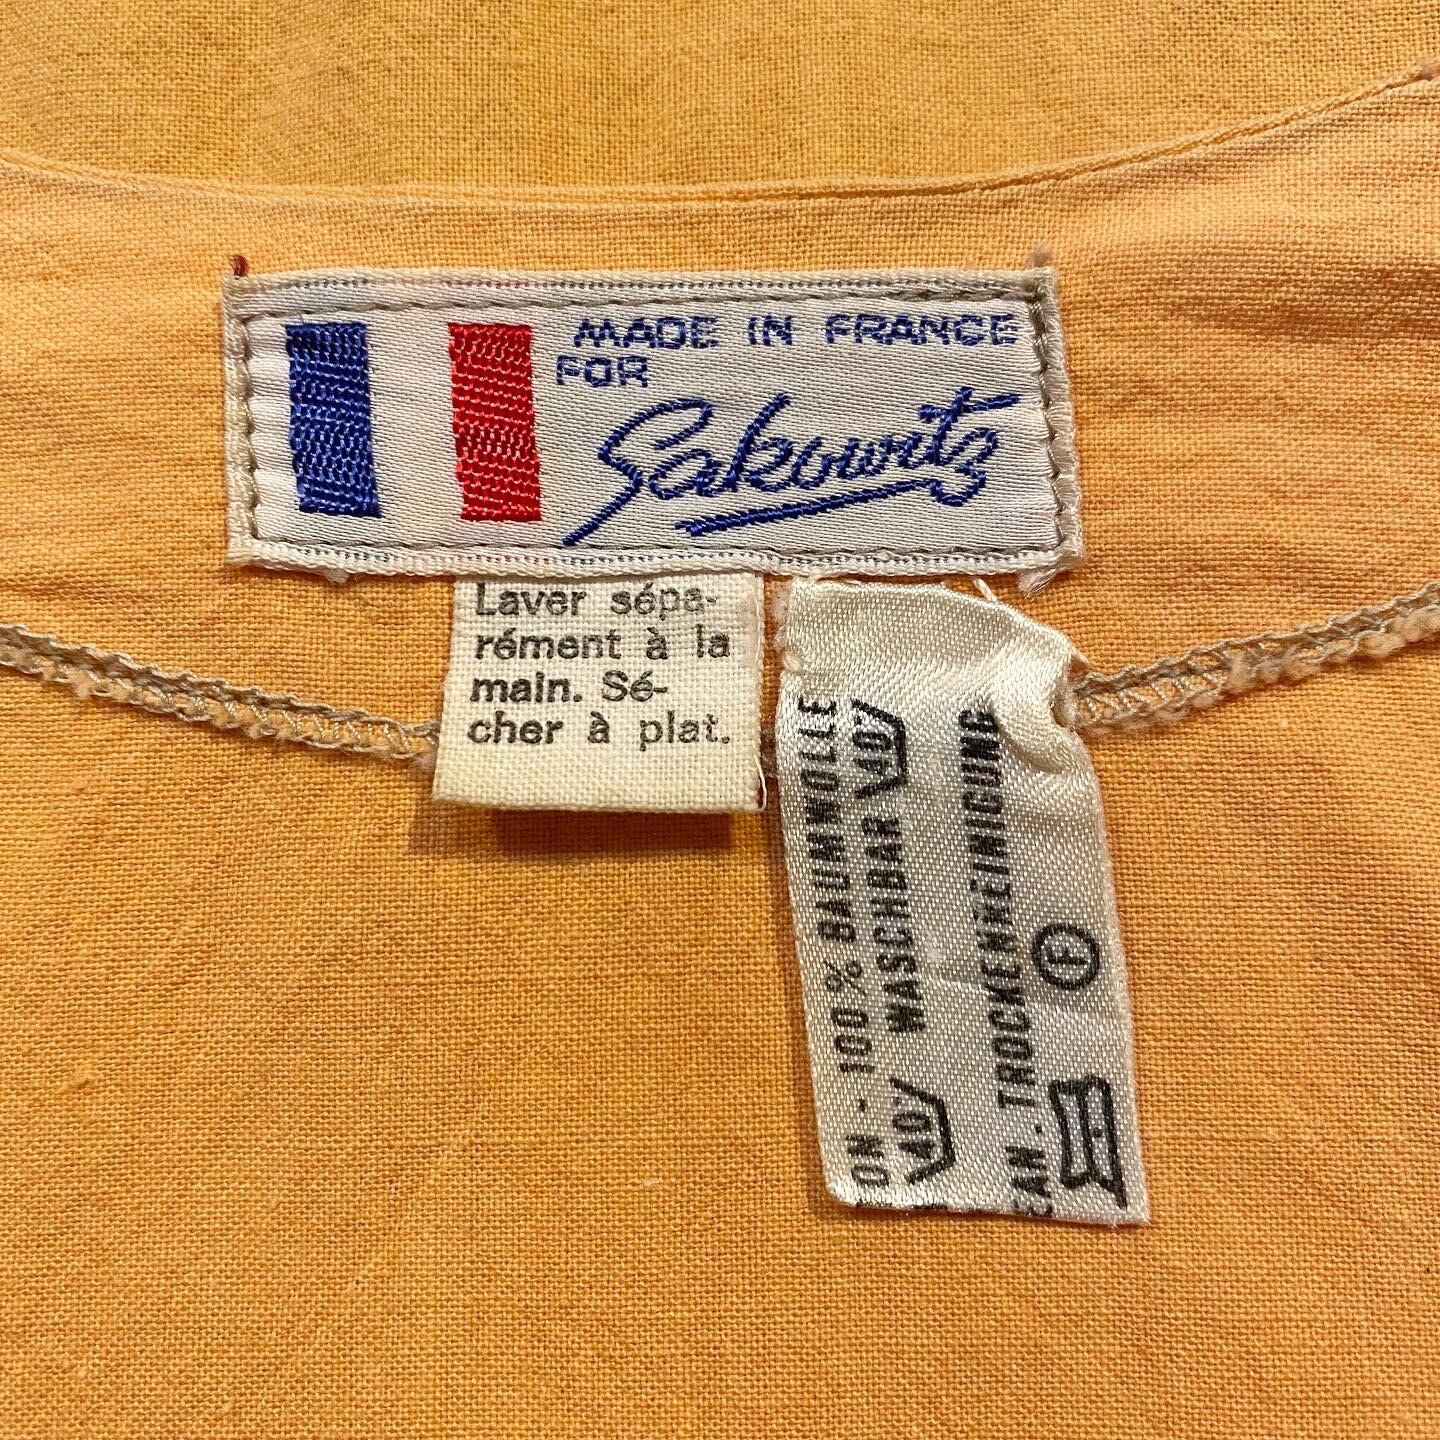 MADE IN FRANCE
FOR
Sakowitz
Laver sépa-
rément à la
main. Sé-
cher à plat.
ON - 100% BAUMWOLLE
40° WASCHBAR 40°
EAN - TROCKENREINIGUNG
F